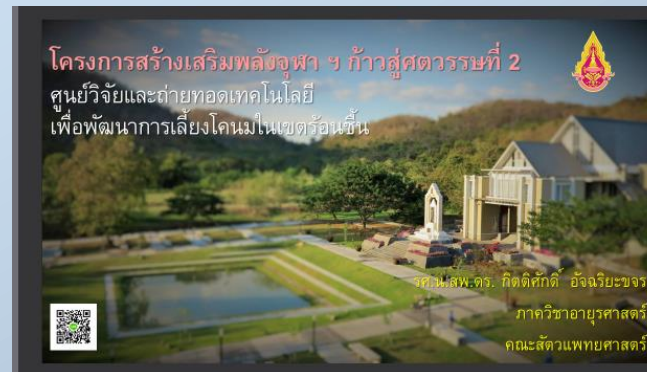 โครงการสร้างเสริมพลังจุฬา ฯ ก้าวสู่ศตวรรษที่ 2
ศูนย์วิจัยและถ่ายทอดเทคโนโลยี
เพื่อพัฒนาการเลี้ยงโคนมในเขตร้อนชื้น
รศ.น.สพ.ดร. กิตติศักดิ์ อัจฉริยะขจร
ภาควิชาอายุรศาสตร์
คณะสัตวแพทยศาสตร์